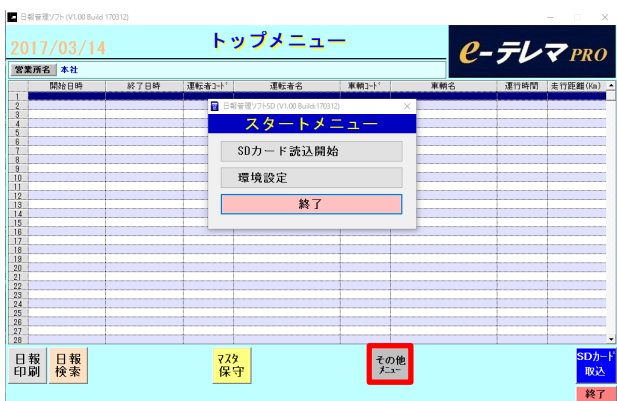 日報管理ソフト(V1.00 Build 170312)
2017/03/14
トップメニュー
e-テレマ PRO
営業所名 本社
開始日時 終了日時 運転者コード 運転者名 車輌コード 車輌名 運行時間 走行距離(Km)
1
2
3
4
5
6
7
8
9
10
11
12
13
14
15
16
17
18
19
20
21
22
23
24
25
26
27
28
日報管理ソフトSD(V1.00 Build:170312)
スタートメニュー
SDカード読込開始
環境設定
終了
日報
印刷
日報
検索
マスタ
保守
その他
メニュー
SDカード
取込
終了